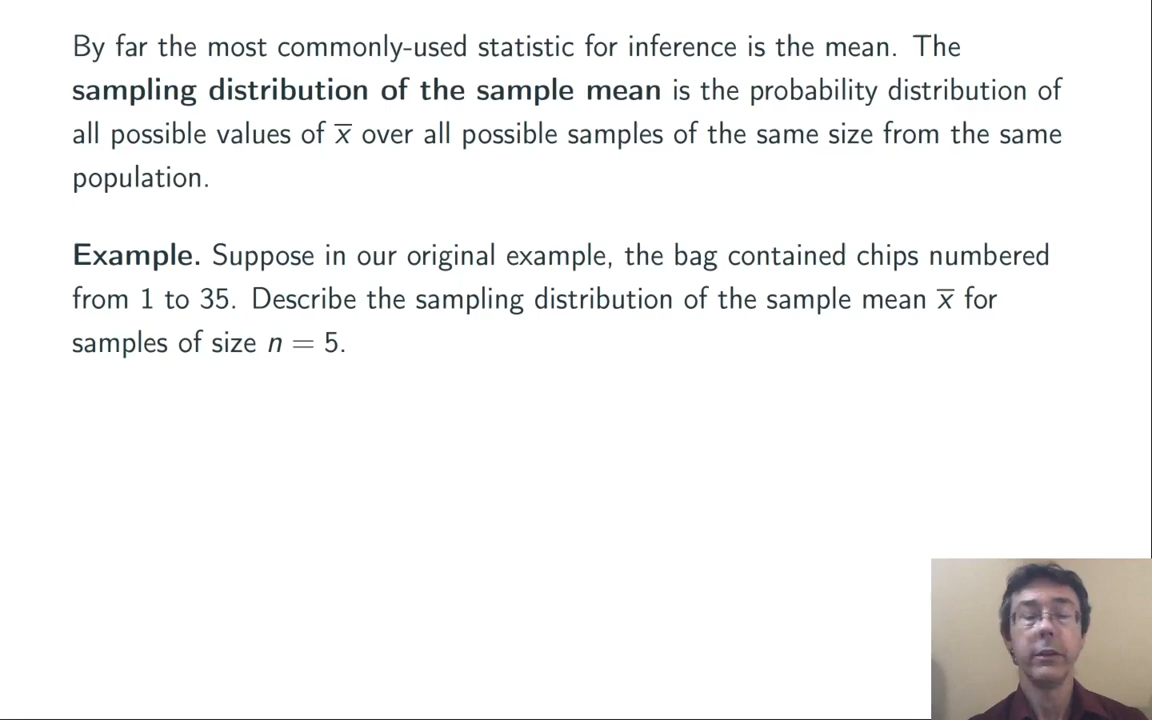 By far the most commonly-used statistic for inference is the mean. The
sampling distribution of the sample mean is the probability distribution of
all possible values of x̅ over all possible samples of the same size from the same
population.
Example. Suppose in our original example, the bag contained chips numbered
from 1 to 35. Describe the sampling distribution of the sample mean x̅ for
samples of size n = 5.